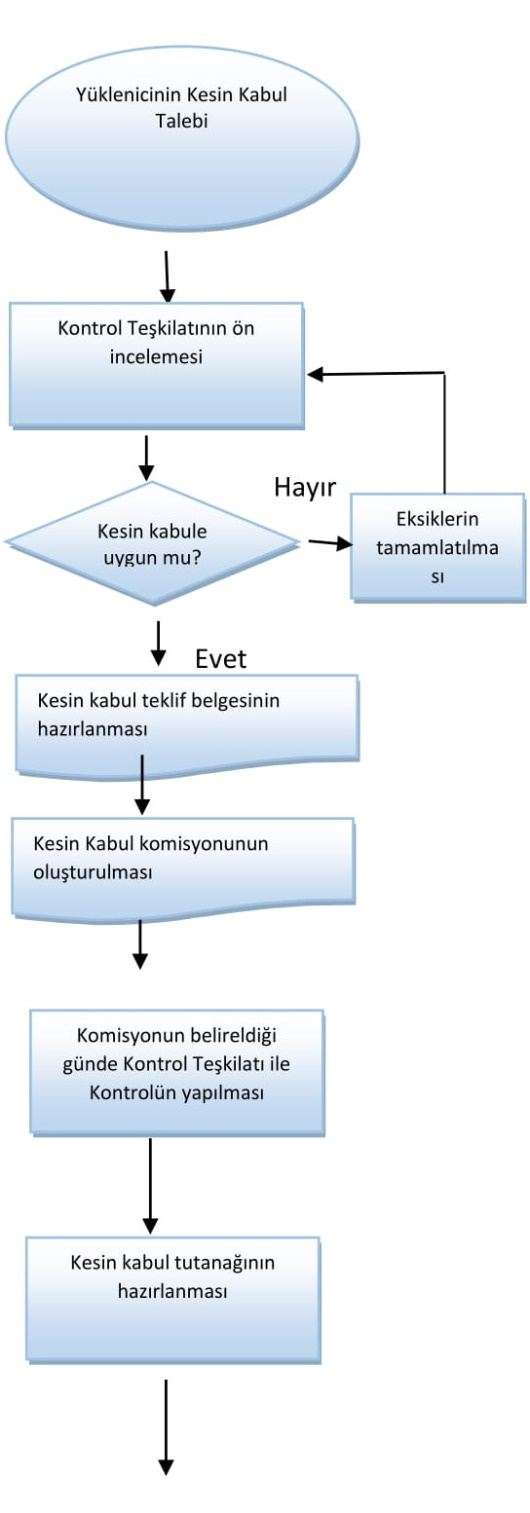 Yüklenicinin Kesin Kabul
Talebi
Kontrol Teşkilatının ön
incelemesi
Hayır
Kesin kabule
uygun mu?
Eksiklerin
tamamlatılma
sı
Evet
Kesin kabul teklif belgesinin
hazırlanması
Kesin Kabul komisyonunun
oluşturulması
Komisyonun belireldiği
günde Kontrol Teşkilatı ile
Kontrolün yapılması
Kesin kabul tutanağının
hazırlanması